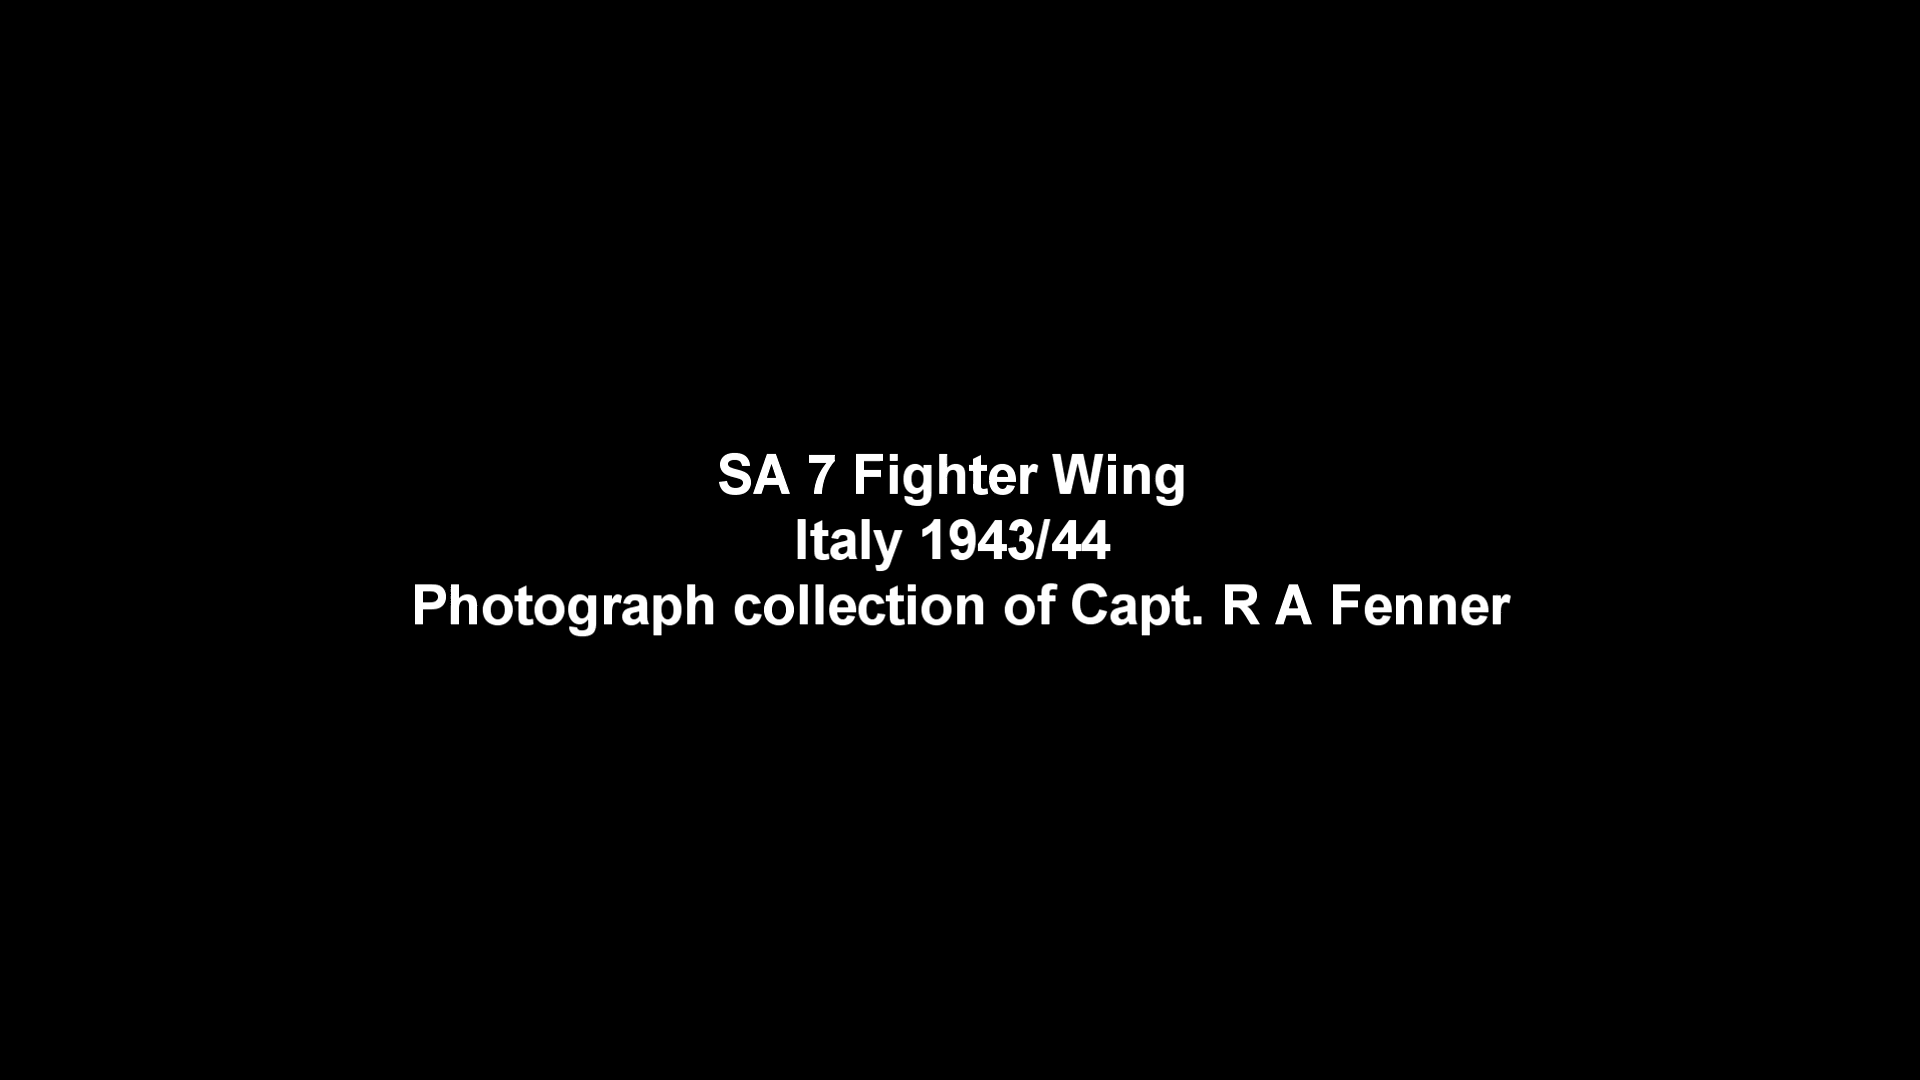 SA 7 Fighter Wing
Italy 1943/44
Photograph collection of Capt. R A Fenner